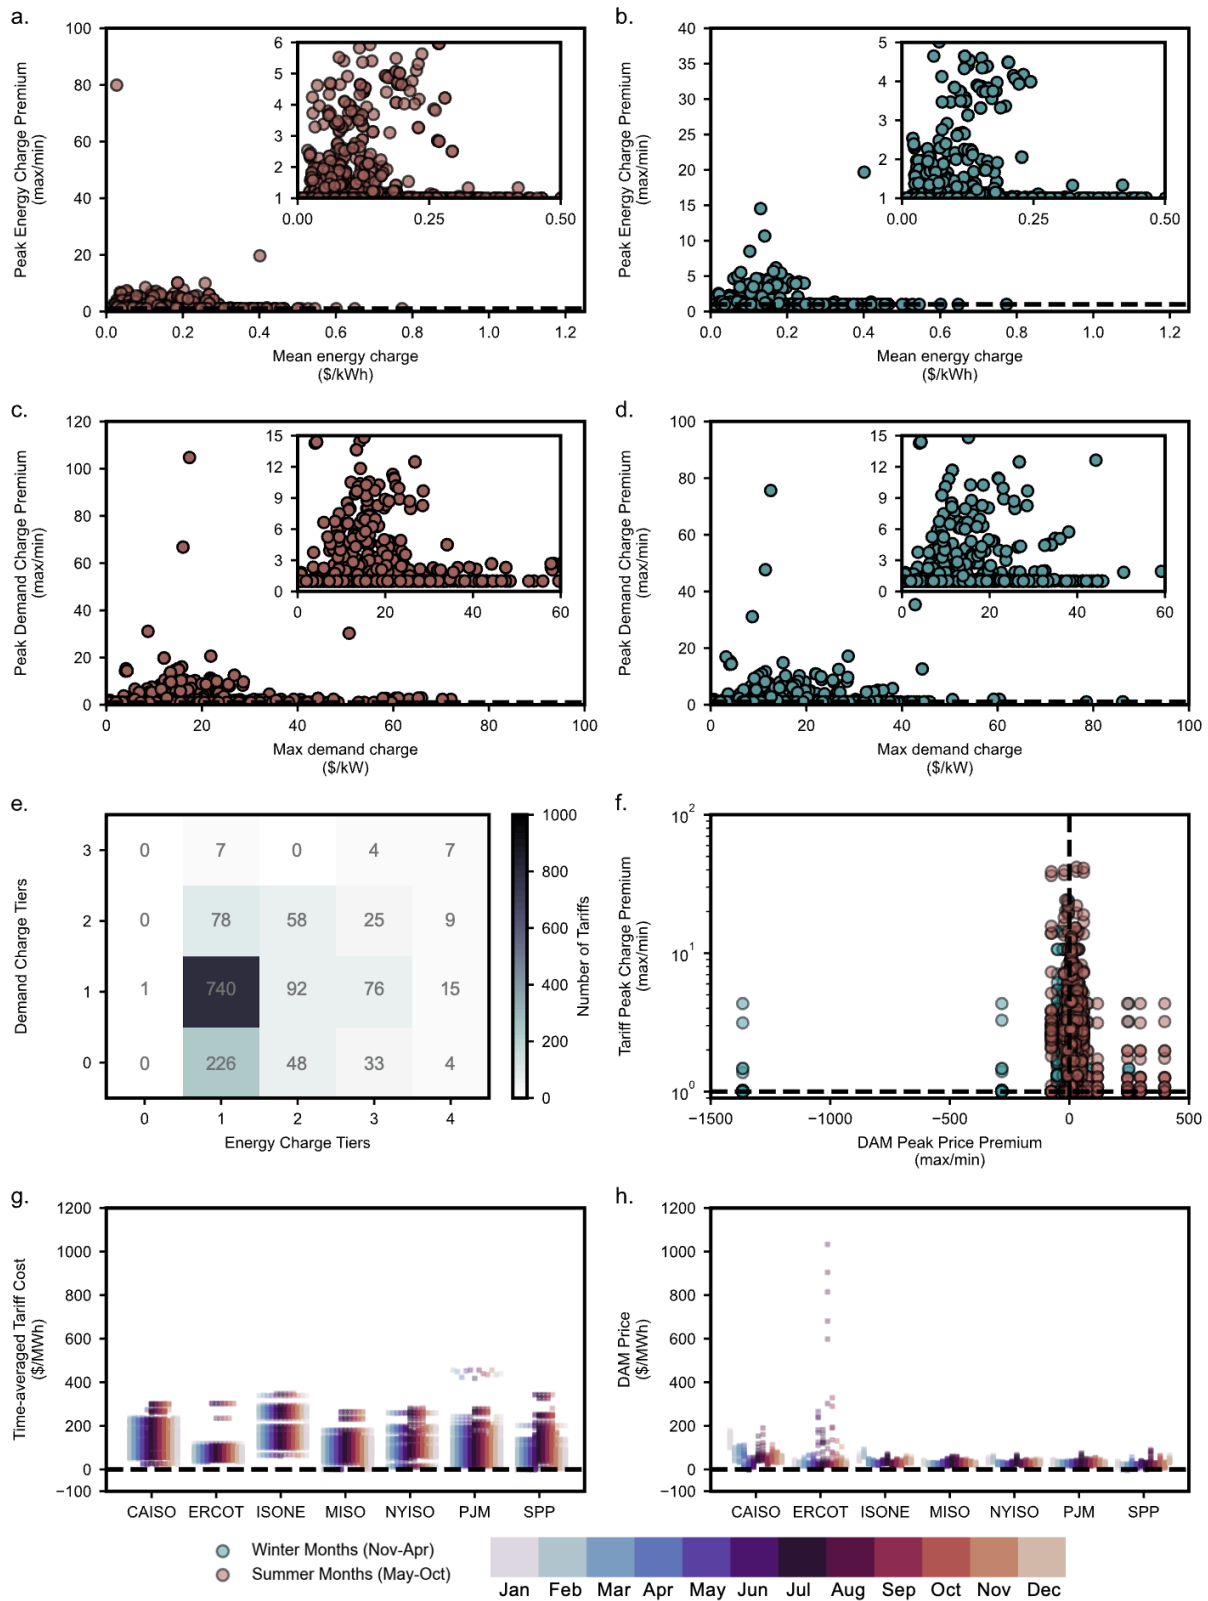 a.
100
80
60
40
20
0
Peak Energy Charge Premium
(max/min)
6
5
4
3
2
1
0.00 0.25 0.50
0.0 0.2 0.4 0.6 0.8 1.0 1.2
Mean energy charge
($/kWh)
b.
40
35
30
25
20
15
10
5
0
Peak Energy Charge Premium
(max/min)
5
4
3
2
1
0.00 0.25 0.50
0.0 0.2 0.4 0.6 0.8 1.0 1.2
Mean energy charge
($/kWh)
c.
120
100
80
60
40
20
0
Peak Demand Charge Premium
(max/min)
15
12
9
6
3
0
0 20 40 60
0 20 40 60 80 100
Max demand charge
($/kW)
d.
100
80
60
40
20
0
Peak Demand Charge Premium
(max/min)
15
12
9
6
3
0
0 20 40 60
0 20 40 60 80 100
Max demand charge
($/kW)
e.
Demand Charge Tiers
3 0 7 0 4 7
2 0 78 58 25 9
1 1 740 92 76 15
0 0 226 48 33 4
0 1 2 3 4
Energy Charge Tiers
1000
800
600
400
200
0
Number of Tariffs
f.
10²
10¹
10⁰
Tariff Peak Charge Premium
(max/min)
−1500 −1000 −500 0 500
DAM Peak Price Premium
(max/min)
g.
1200
1000
800
600
400
200
0
−100
Time-averaged Tariff Cost
($/MWh)
CAISO ERCOT ISONE MISO NYISO PJM SPP
h.
1200
1000
800
600
400
200
0
−100
DAM Price
($/MWh)
CAISO ERCOT ISONE MISO NYISO PJM SPP
Winter Months (Nov-Apr)
Summer Months (May-Oct)
Jan Feb Mar Apr May Jun Jul Aug Sep Oct Nov Dec